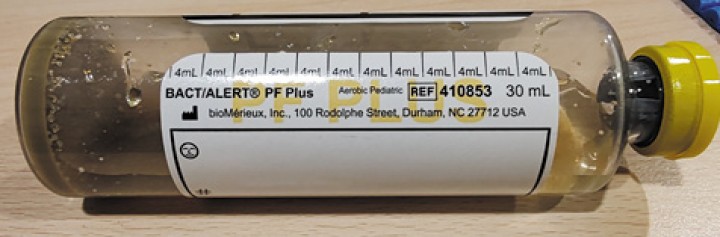 4mL 4mL 4mL 4mL 4mL 4mL 4mL 4mL 4mL 4mL 4mL 4mL
PF PLUS
BACT/ALERT® PF Plus Aerobic Pediatric REF 410853 30 mL
bioMérieux, Inc., 100 Rodolphe Street, Durham, NC 27712 USA